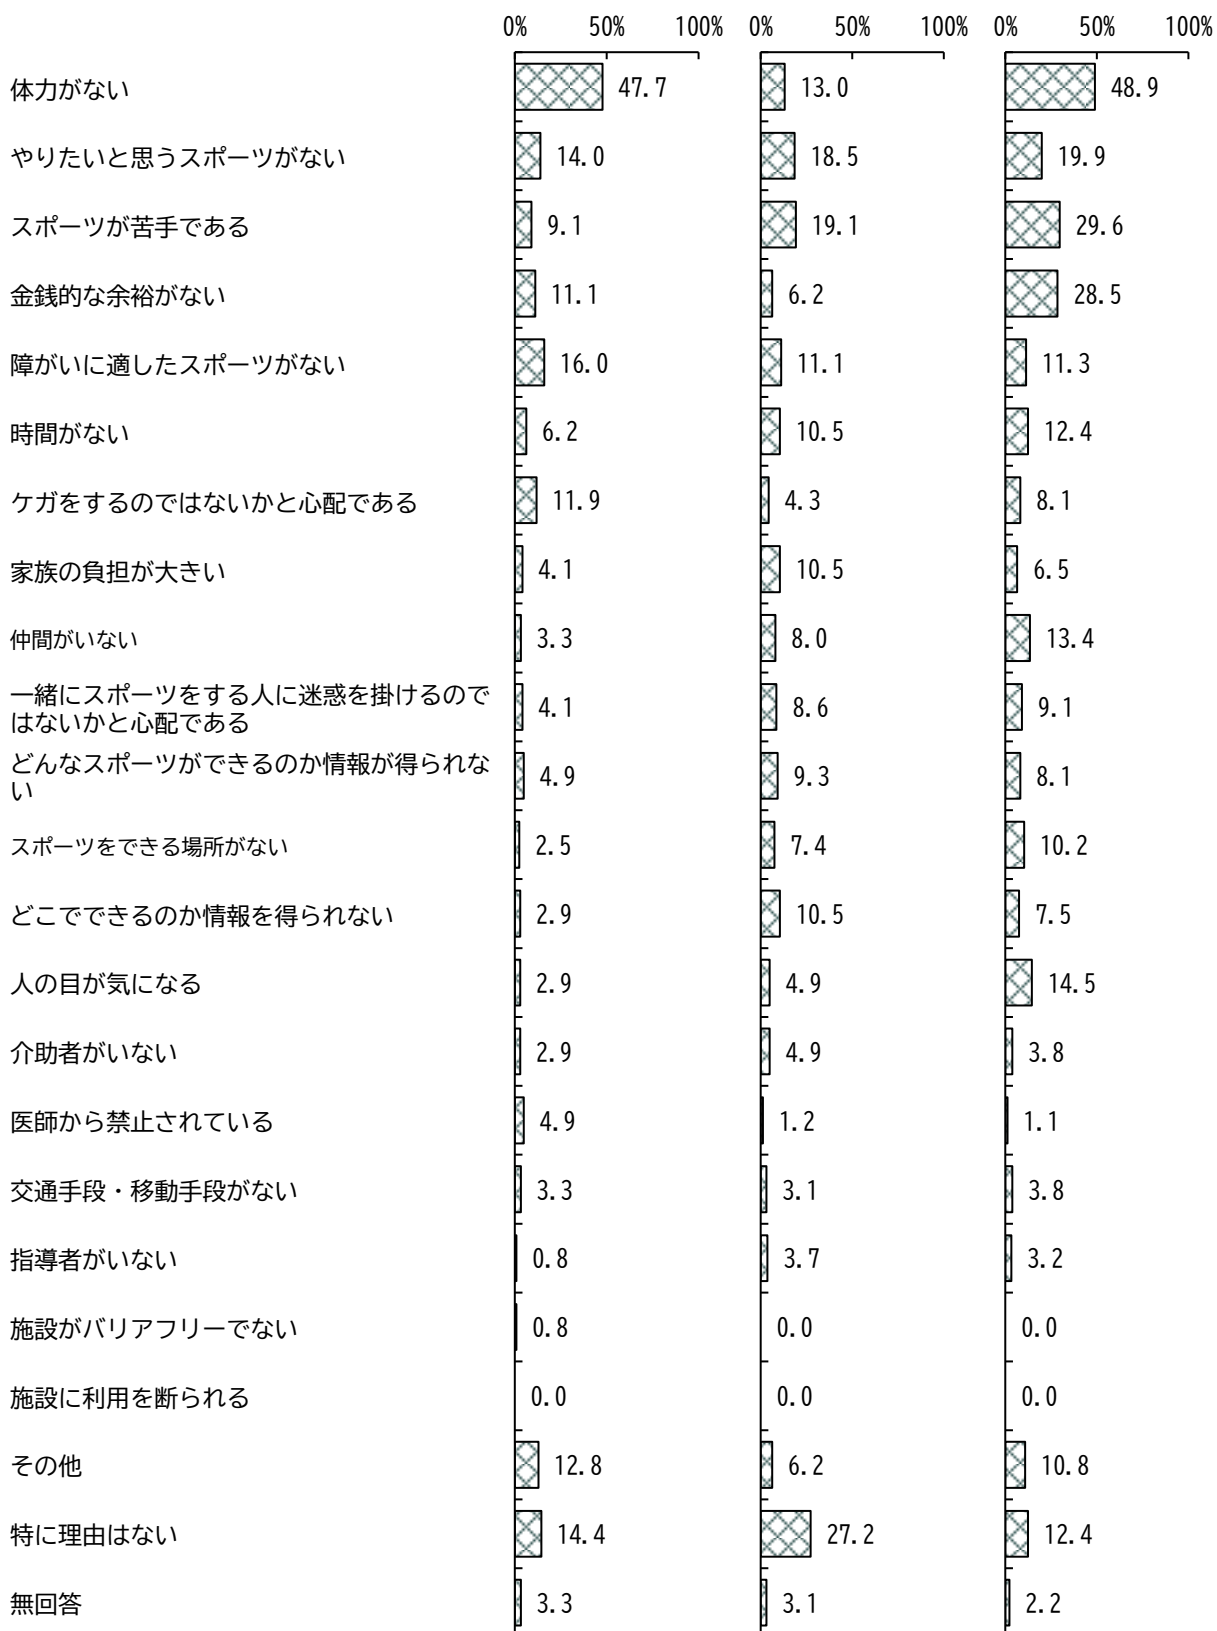 0% 50% 100% 0% 50% 100% 0% 50% 100%
体力がない 47.7 13.0 48.9
やりたいと思うスポーツがない 14.0 18.5 19.9
スポーツが苦手である 9.1 19.1 29.6
金銭的な余裕がない 11.1 6.2 28.5
障がいに適したスポーツがない 16.0 11.1 11.3
時間がない 6.2 10.5 12.4
ケガをするのではないかと心配である 11.9 4.3 8.1
家族の負担が大きい 4.1 10.5 6.5
仲間がいない 3.3 8.0 13.4
一緒にスポーツをする人に迷惑を掛けるので
はないかと心配である 4.1 8.6 9.1
どんなスポーツができるのか情報が得られな
い 4.9 9.3 8.1
スポーツをできる場所がない 2.5 7.4 10.2
どこでできるのか情報を得られない 2.9 10.5 7.5
人の目が気になる 2.9 4.9 14.5
介助者がいない 2.9 4.9 3.8
医師から禁止されている 4.9 1.2 1.1
交通手段・移動手段がない 3.3 3.1 3.8
指導者がいない 0.8 3.7 3.2
施設がバリアフリーでない 0.8 0.0 0.0
施設に利用を断られる 0.0 0.0 0.0
その他 12.8 6.2 10.8
特に理由はない 14.4 27.2 12.4
無回答 3.3 3.1 2.2